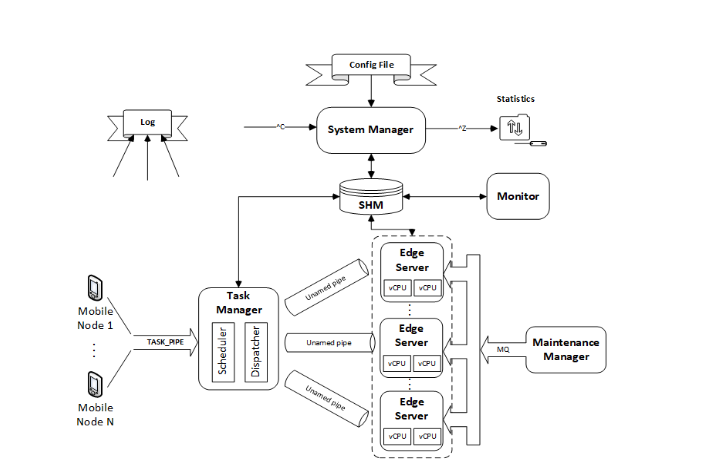 Config File
Statistics
Log
^C
System Manager
^Z
SHM
Monitor
Edge
Server
vCPU vCPU
Unamed pipe
Mobile
Node 1
Task
Manager
Scheduler
Dispatcher
TASK_PIPE
Unamed pipe
Edge
Server
vCPU vCPU
MQ
Maintenance
Manager
Mobile
Node N
Unamed pipe
Edge
Server
vCPU vCPU